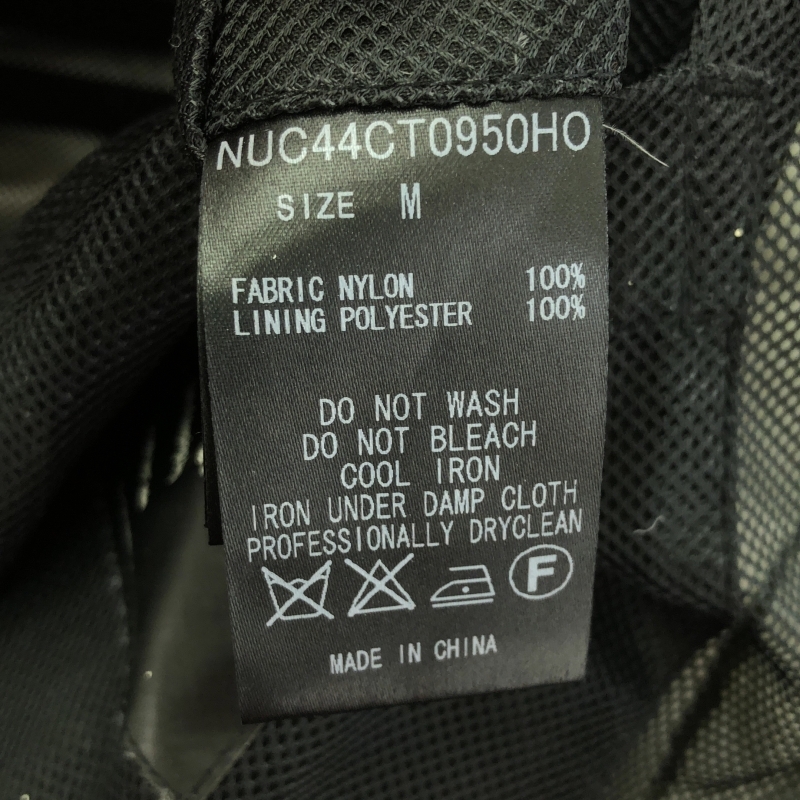 NUC44CT0950HO
SIZE M
FABRIC NYLON 100%
LINING POLYESTER 100%
DO NOT WASH
DO NOT BLEACH
COOL IRON
IRON UNDER DAMP CLOTH
PROFESSIONALLY DRYCLEAN
F
MADE IN CHINA